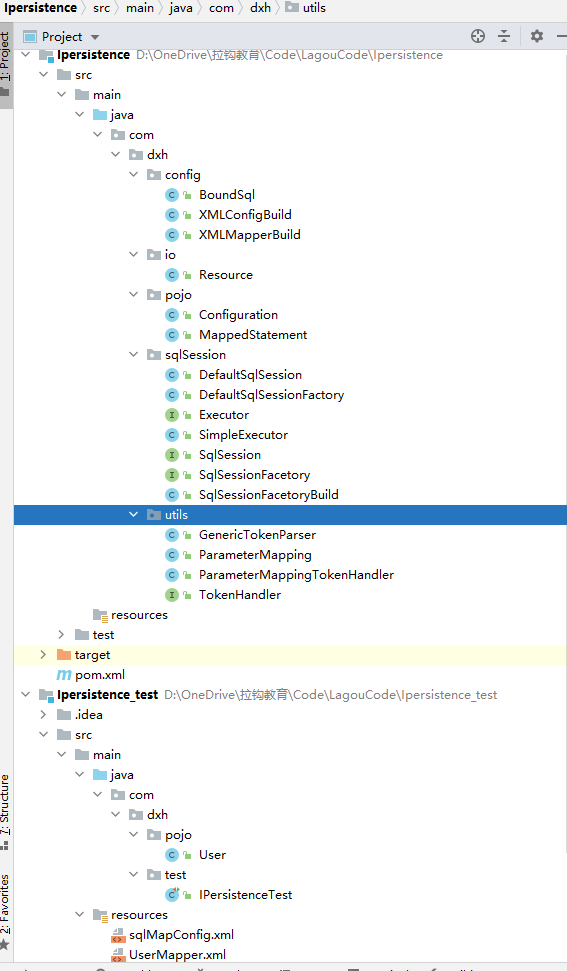 Ipersistence src main java com dxh utils
Project
1: Project
Ipersistence D:\OneDrive\拉钩教育\Code\LagouCode\Ipersistence
src
main
java
com
dxh
config
BoundSql
XMLConfigBuild
XMLMapperBuild
io
Resource
pojo
Configuration
MappedStatement
sqlSession
DefaultSqlSession
DefaultSqlSessionFactory
Executor
SimpleExecutor
SqlSession
SqlSessionFacetory
SqlSessionFacetoryBuild
utils
GenericTokenParser
ParameterMapping
ParameterMappingTokenHandler
TokenHandler
resources
test
target
pom.xml
Ipersistence_test D:\OneDrive\拉钩教育\Code\LagouCode\Ipersistence_test
.idea
src
main
java
com
dxh
pojo
User
test
IPersistenceTest
resources
sqlMapConfig.xml
UserMapper.xml
7: Structure
2: Favorites